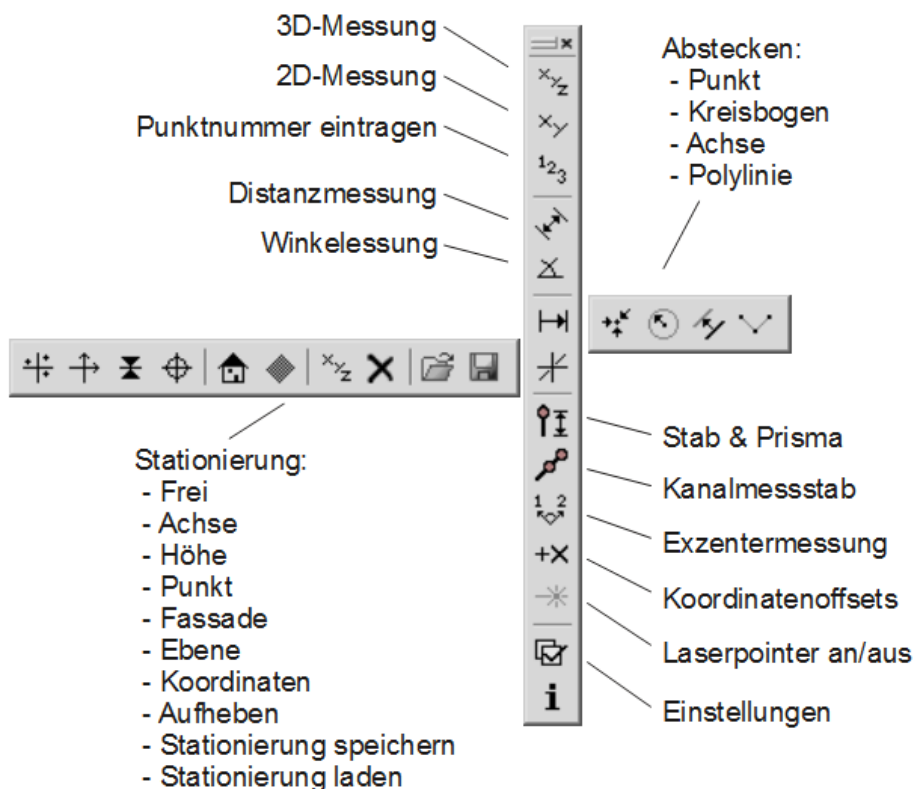 3D-Messung
2D-Messung
Punktnummer eintragen
Distanzmessung
Winkelessung
Abstecken:
- Punkt
- Kreisbogen
- Achse
- Polylinie
Stationierung:
- Frei
- Achse
- Höhe
- Punkt
- Fassade
- Ebene
- Koordinaten
- Aufheben
- Stationierung speichern
- Stationierung laden
Stab & Prisma
Kanalmessstab
Exzentermessung
Koordinatenoffsets
Laserpointer an/aus
Einstellungen